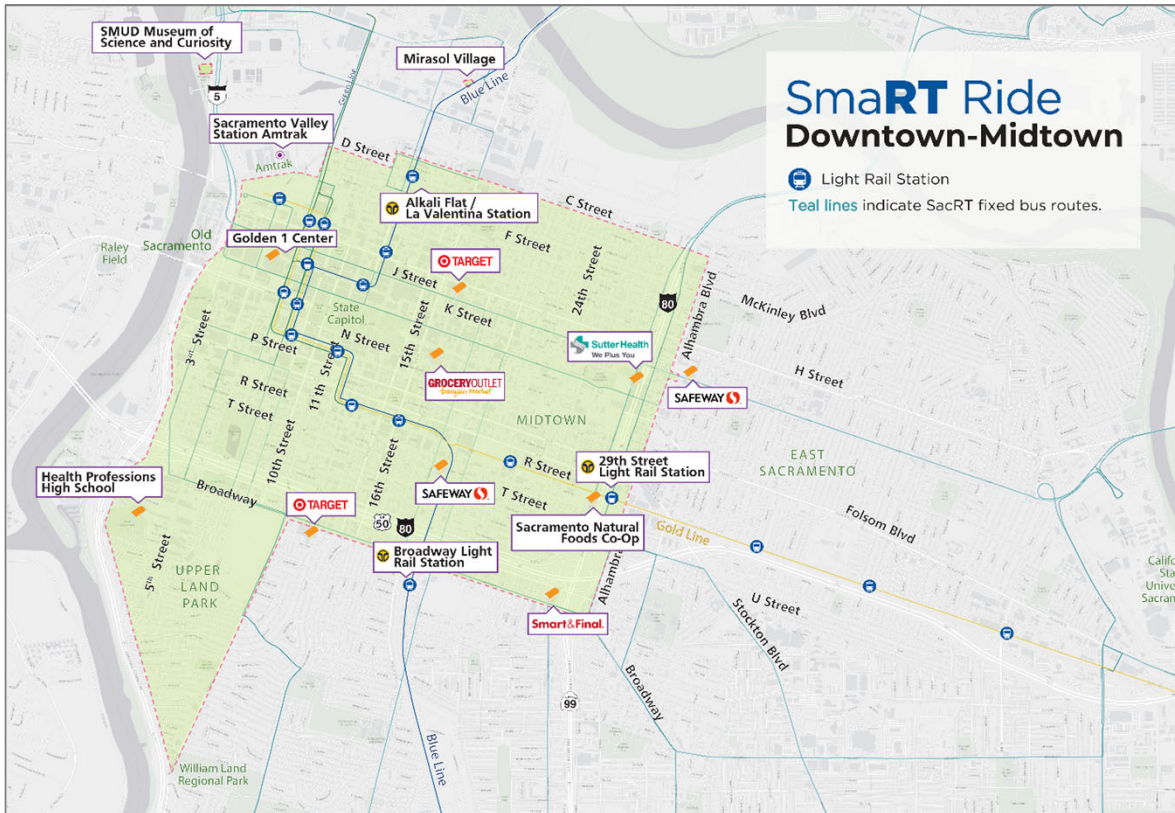 SmaRT Ride
Downtown-Midtown
Light Rail Station
Teal lines indicate SacRT fixed bus routes.
SMUD Museum of
Science and Curiosity
5
Green Line
Mirasol Village
Blue Line
Sacramento Valley
Station Amtrak
Amtrak
D Street
Alkali Flat /
La Valentina Station
C Street
Old
Sacramento
Raley
Field
Golden 1 Center
F Street
TARGET
J Street
24th Street
80
Alhambra Blvd
K Street
McKinley Blvd
State
Capitol
15th Street
3rd Street
N Street
P Street
11th Street
Sutter Health
We Plus You
H Street
GROCERY OUTLET
Bargain Market
SAFEWAY
R Street
T Street
MIDTOWN
EAST
SACRAMENTO
10th Street
16th Street
R Street
29th Street
Light Rail Station
Health Professions
High School
SAFEWAY
T Street
Broadway
TARGET
50
80
Sacramento Natural
Foods Co-Op
Folsom Blvd
Gold Line
Broadway Light
Rail Station
5th Street
UPPER
LAND
PARK
Alhambra
U Street
Stockton Blvd
Smart&Final.
Broadway
99
Blue Line
William Land
Regional Park